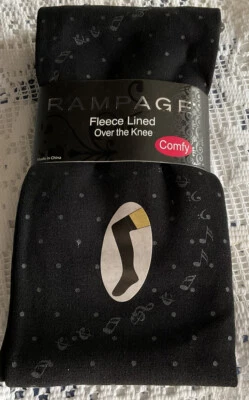 RAMPAGE
Fleece Lined
Over the Knee
Comfy
Made in China